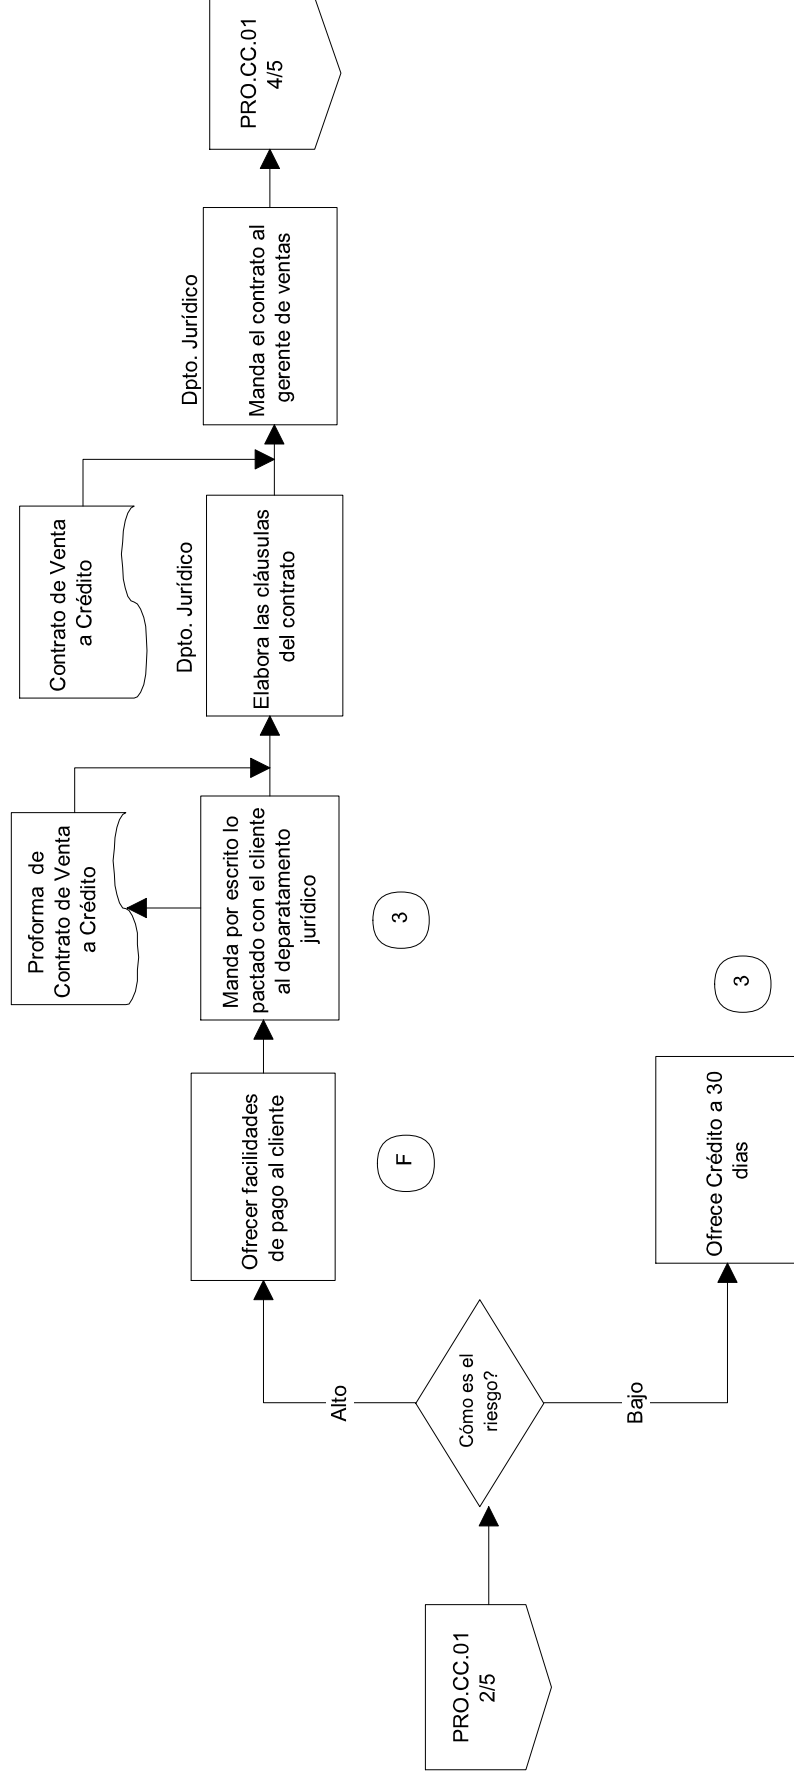 PRO.CC.01
2/5
Cómo es el
riesgo?
Alto
Bajo
Ofrecer facilidades
de pago al cliente
F
Ofrece Crédito a 30
dias
3
Manda por escrito lo
pactado con el cliente
al deparatamento
jurídico
3
Proforma de
Contrato de Venta
a Crédito
Dpto. Jurídico
Elabora las cláusulas
del contrato
Contrato de Venta
a Crédito
Dpto. Jurídico
Manda el contrato al
gerente de ventas
PRO.CC.01
4/5